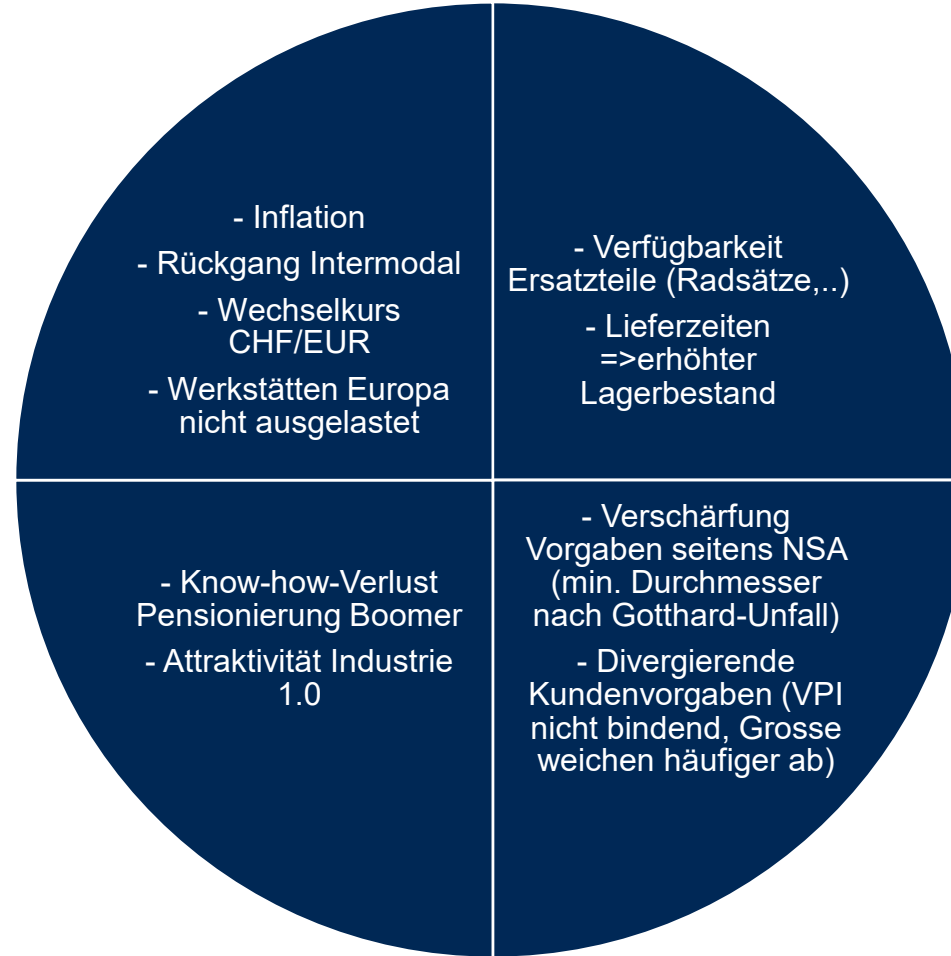 - Inflation
- Rückgang Intermodal
- Wechselkurs
CHF/EUR
- Werkstätten Europa
nicht ausgelastet
- Verfügbarkeit
Ersatzteile (Radsätze,..)
- Lieferzeiten
=>erhöhter
Lagerbestand
- Know-how-Verlust
Pensionierung Boomer
- Attraktivität Industrie
1.0
- Verschärfung
Vorgaben seitens NSA
(min. Durchmesser
nach Gotthard-Unfall)
- Divergierende
Kundenvorgaben (VPI
nicht bindend, Grosse
weichen häufiger ab)